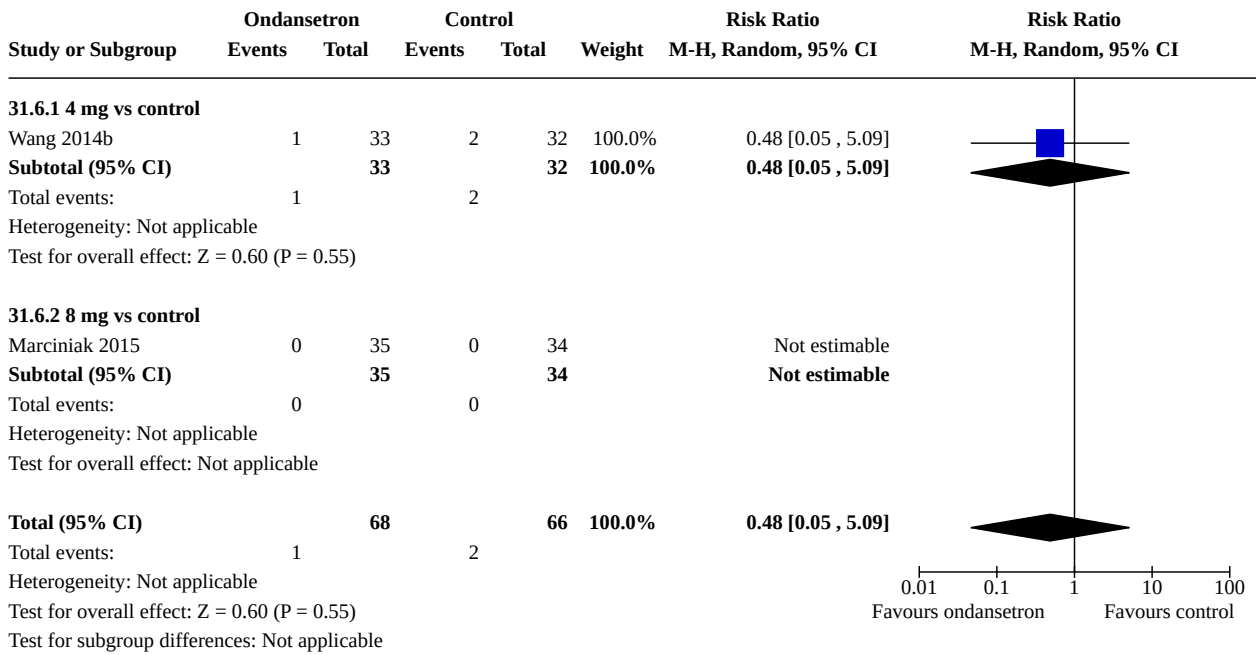 Ondansetron Control Risk Ratio Risk Ratio
Study or Subgroup Events Total Events Total Weight M-H, Random, 95% CI M-H, Random, 95% CI
31.6.1 4 mg vs control
Wang 2014b 1 33 2 32 100.0% 0.48 [0.05 , 5.09]
Subtotal (95% CI) 33 32 100.0% 0.48 [0.05 , 5.09]
Total events: 1 2
Heterogeneity: Not applicable
Test for overall effect: Z = 0.60 (P = 0.55)
31.6.2 8 mg vs control
Marciniak 2015 0 35 0 34 Not estimable
Subtotal (95% CI) 35 34 Not estimable
Total events: 0 0
Heterogeneity: Not applicable
Test for overall effect: Not applicable
Total (95% CI) 68 66 100.0% 0.48 [0.05 , 5.09]
Total events: 1 2
Heterogeneity: Not applicable
0.01 0.1 1 10 100
Test for overall effect: Z = 0.60 (P = 0.55) Favours ondansetron Favours control
Test for subgroup differences: Not applicable